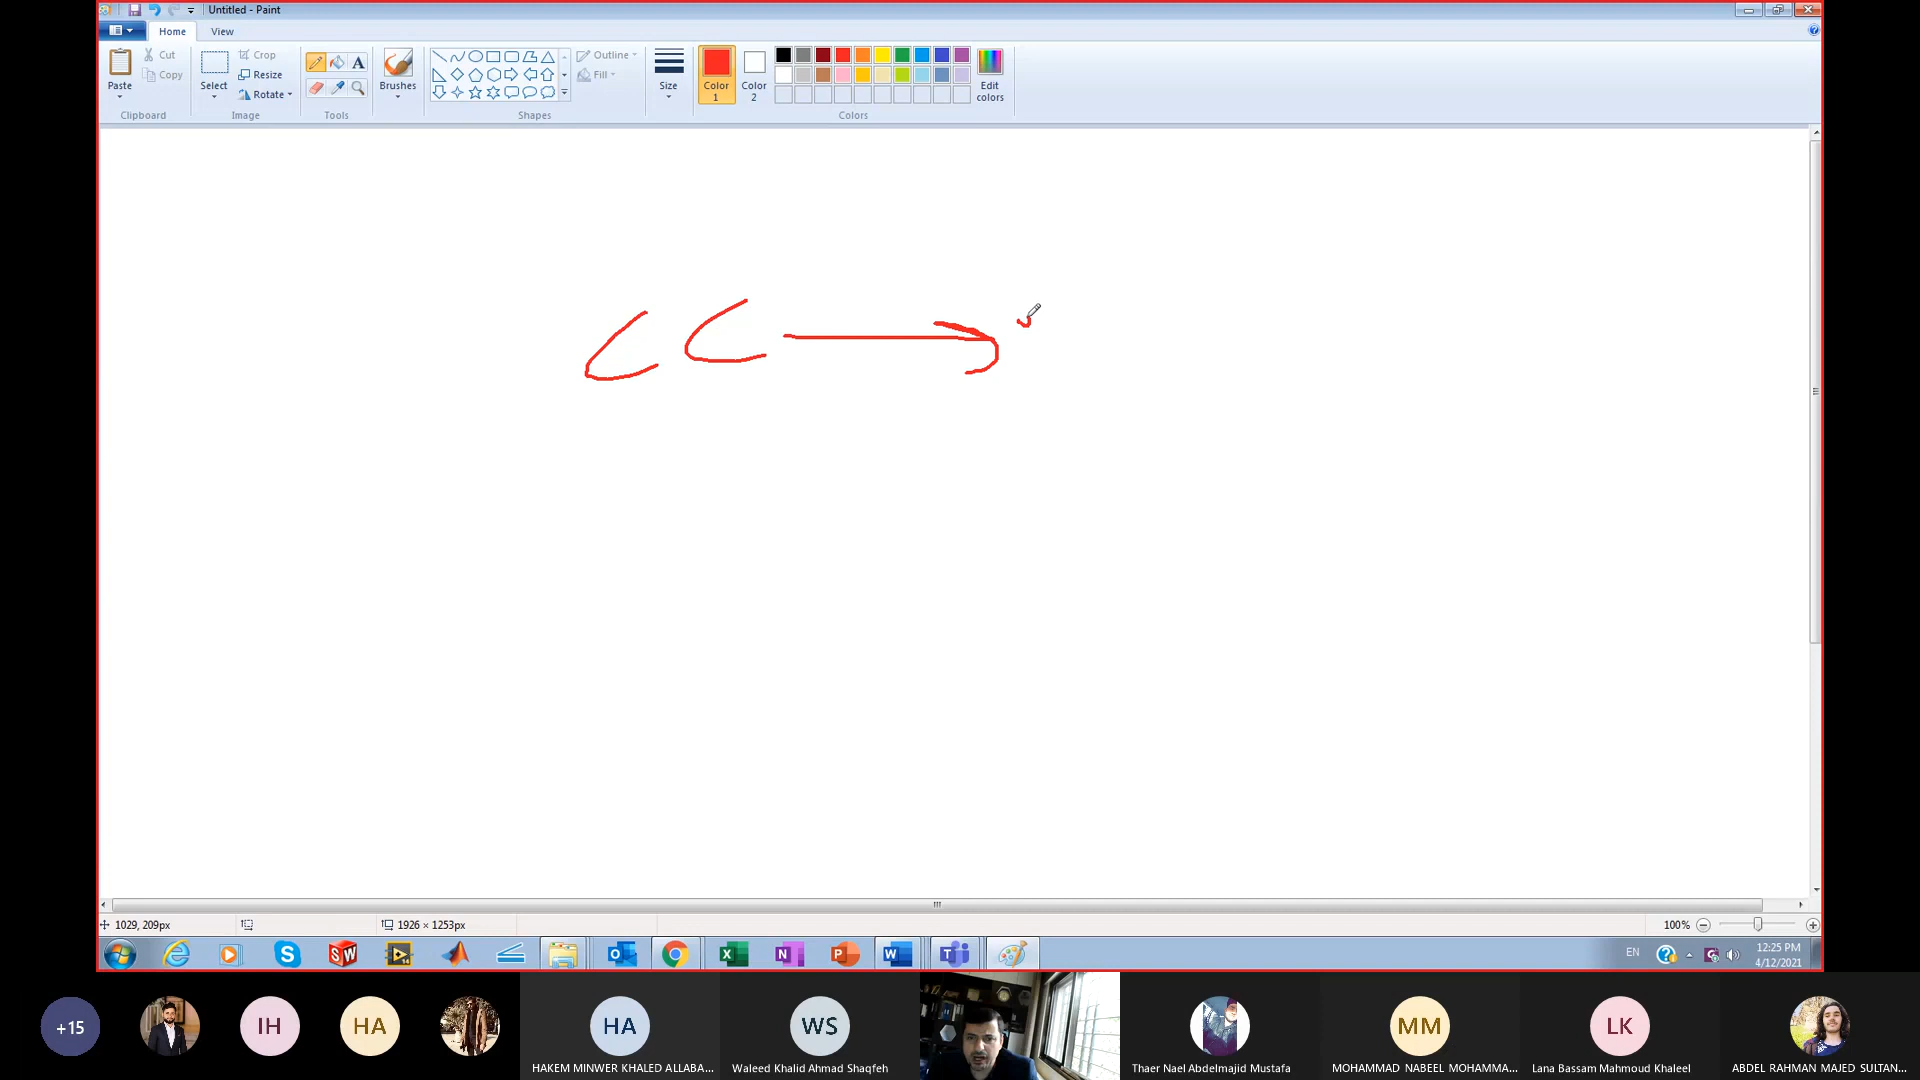 Untitled - Paint
Home View
Paste
Cut
Copy
Clipboard
Select
Crop
Resize
Rotate
Image
A
Tools
Brushes
Shapes
Outline
Fill
Size
Color 1
Color 2
Edit colors
Colors
CC
1029, 209px
1926 × 1253px
100%
EN
12:25 PM
4/12/2021
+15
IH
HA
HA
HAKEM MINWER KHALED ALLABA...
WS
Waleed Khalid Ahmad Shaqfeh
Thaer Nael Abdelmajid Mustafa
MM
MOHAMMAD NABEEL MOHAMMA...
LK
Lana Bassam Mahmoud Khaleel
ABDEL RAHMAN MAJED SULTAN...